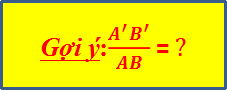 Gợi ý: A′B′/AB = ?